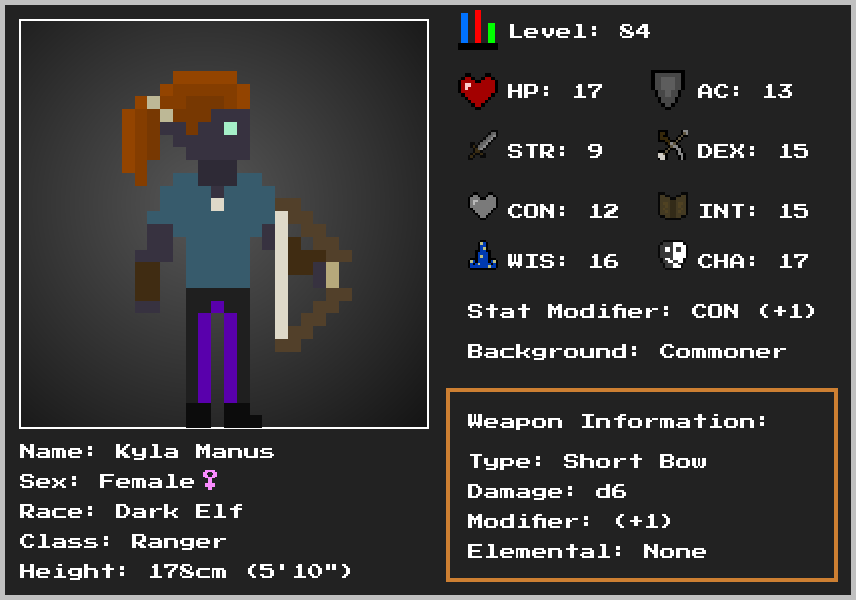 Level: 84
HP: 17
AC: 13
STR: 9
DEX: 15
CON: 12
INT: 15
WIS: 16
CHA: 17
Stat Modifier: CON (+1)
Background: Commoner
Weapon Information:
Type: Short Bow
Damage: d6
Modifier: (+1)
Elemental: None
Name: Kyla Manus
Sex: Female♀
Race: Dark Elf
Class: Ranger
Height: 178cm (5'10")